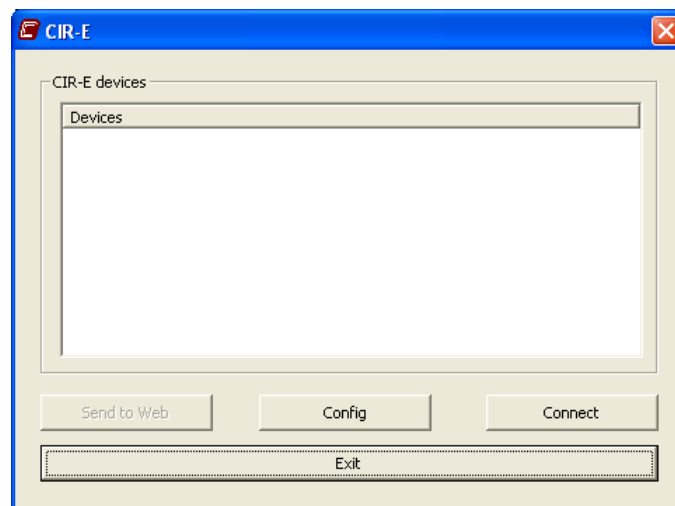 CIR-E
CIR-E devices
Devices
Send to Web
Config
Connect
Exit